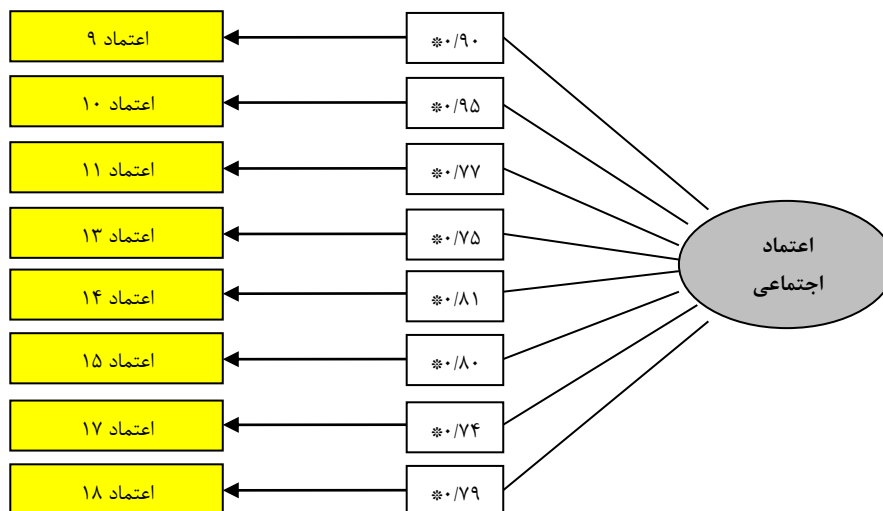 اعتماد ۹
*۰/۹۰
اعتماد ۱۰
*۰/۹۵
اعتماد ۱۱
*۰/۷۷
اعتماد ۱۳
*۰/۷۵
اعتماد
اجتماعی
اعتماد ۱۴
*۰/۸۱
اعتماد ۱۵
*۰/۸۰
اعتماد ۱۷
*۰/۷۴
اعتماد ۱۸
*۰/۷۹